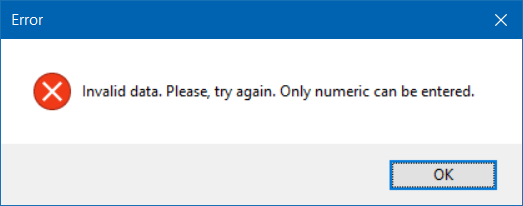 Error
Invalid data. Please, try again. Only numeric can be entered.
OK